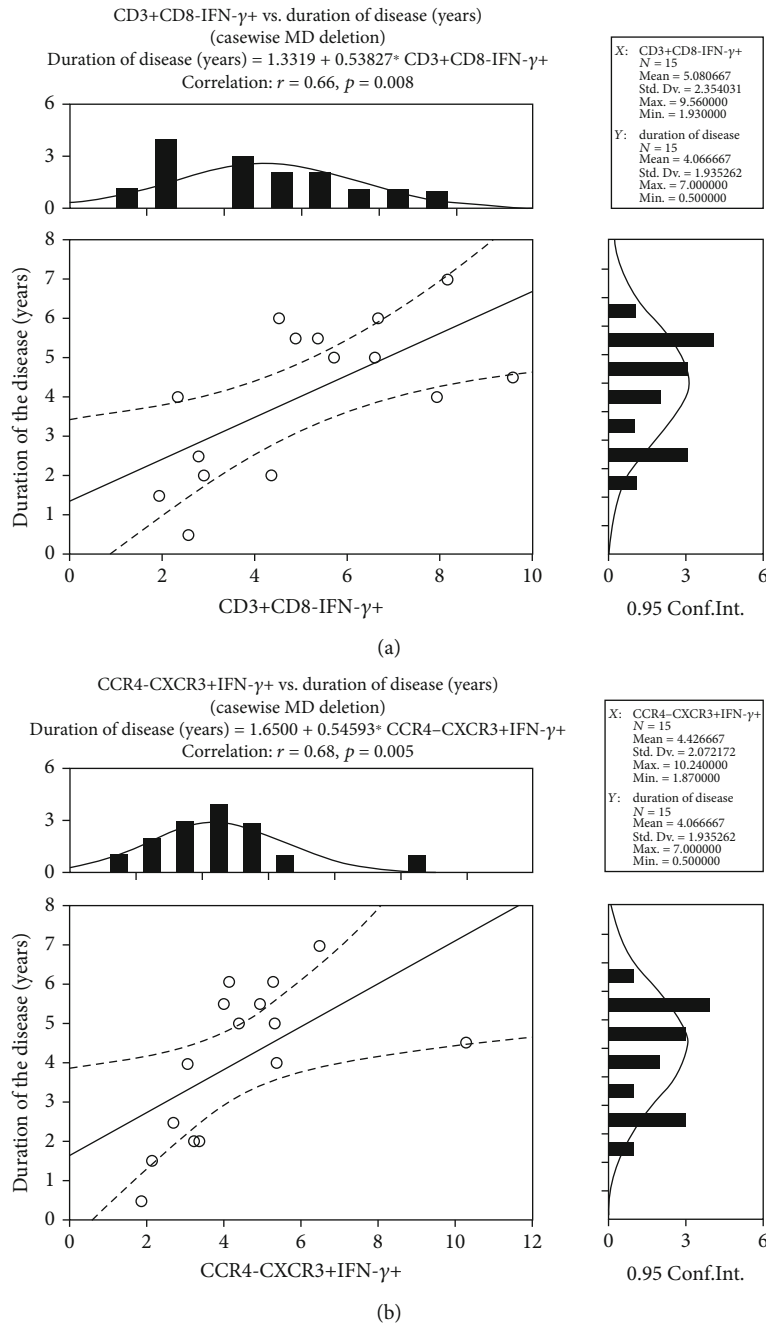 CD3+CD8-IFN-γ+ vs. duration of disease (years)
(casewise MD deletion)
Duration of disease (years) = 1.3319 + 0.53827* CD3+CD8-IFN-γ+
Correlation: r = 0.66, p = 0.008
X: CD3+CD8-IFN-γ+
N = 15
Mean = 5.080667
Std. Dv. = 2.354031
Max. = 9.560000
Min. = 1.930000
Y: duration of disease
N = 15
Mean = 4.066667
Std. Dv. = 1.935262
Max. = 7.000000
Min. = 0.500000
6
3
0
8
7
6
5
4
3
2
1
0
Duration of the disease (years)
0 2 4 6 8 10
CD3+CD8-IFN-γ+
0 3 6
0.95 Conf.Int.
(a)
CCR4-CXCR3+IFN-γ+ vs. duration of disease (years)
(casewise MD deletion)
Duration of disease (years) = 1.6500 + 0.54593* CCR4–CXCR3+IFN-γ+
Correlation: r = 0.68, p = 0.005
X: CCR4–CXCR3+IFN-γ+
N = 15
Mean = 4.426667
Std. Dv. = 2.072172
Max. = 10.240000
Min. = 1.870000
Y: duration of disease
N = 15
Mean = 4.066667
Std. Dv. = 1.935262
Max. = 7.000000
Min. = 0.500000
6
3
0
8
7
6
5
4
3
2
1
0
Duration of the disease (years)
0 2 4 6 8 10 12
CCR4-CXCR3+IFN-γ+
0 3 6
0.95 Conf.Int.
(b)